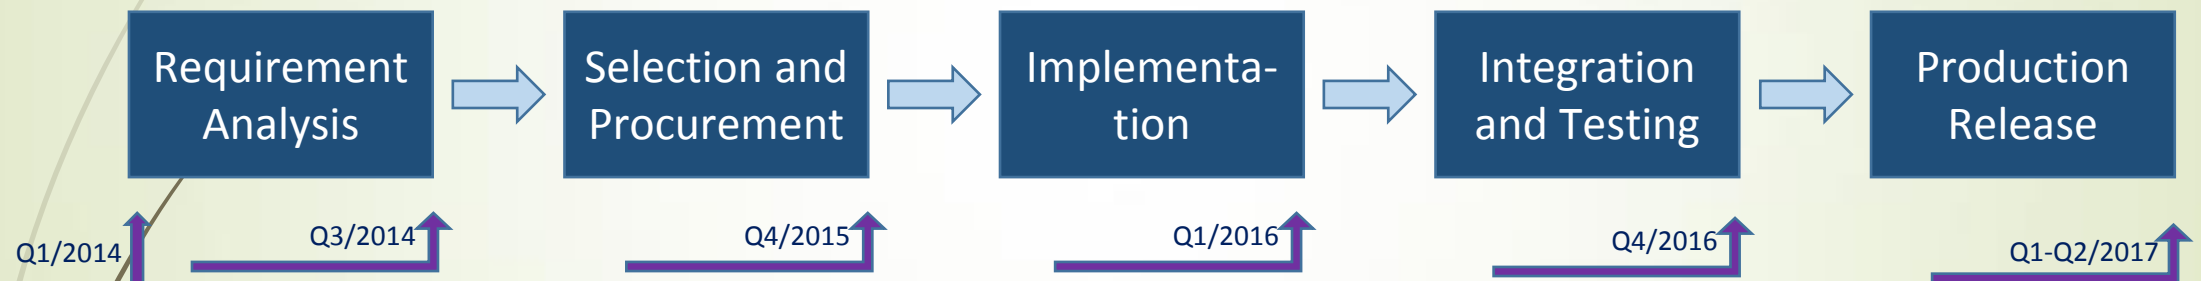 Requirement
Analysis
Selection and
Procurement
Implementa-
tion
Integration
and Testing
Production
Release
Q1/2014
Q3/2014
Q4/2015
Q1/2016
Q4/2016
Q1-Q2/2017